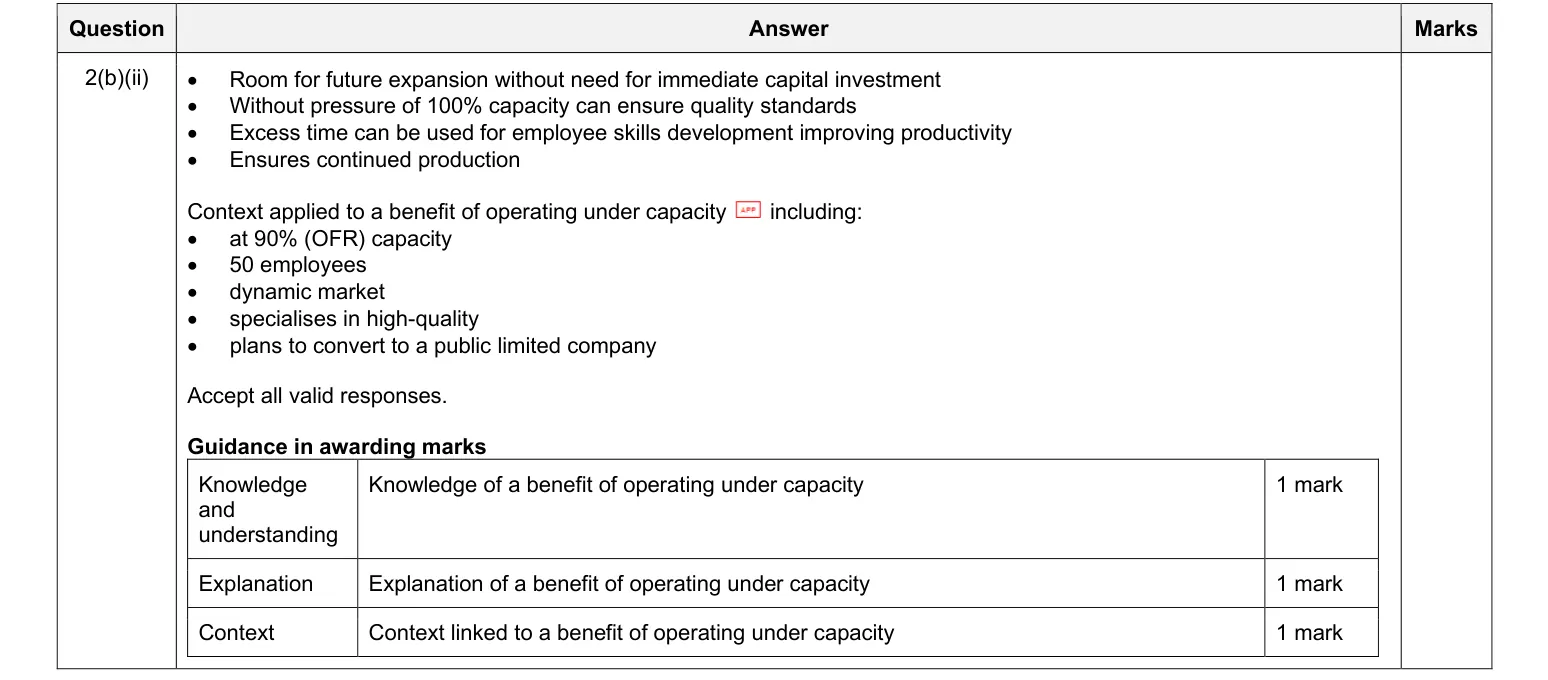 Question Answer Marks
2(b)(ii) • Room for future expansion without need for immediate capital investment
• Without pressure of 100% capacity can ensure quality standards
• Excess time can be used for employee skills development improving productivity
• Ensures continued production
Context applied to a benefit of operating under capacity APP including:
• at 90% (OFR) capacity
• 50 employees
• dynamic market
• specialises in high-quality
• plans to convert to a public limited company
Accept all valid responses.
Guidance in awarding marks
Knowledge
and
understanding
Knowledge of a benefit of operating under capacity 1 mark
Explanation Explanation of a benefit of operating under capacity 1 mark
Context Context linked to a benefit of operating under capacity 1 mark